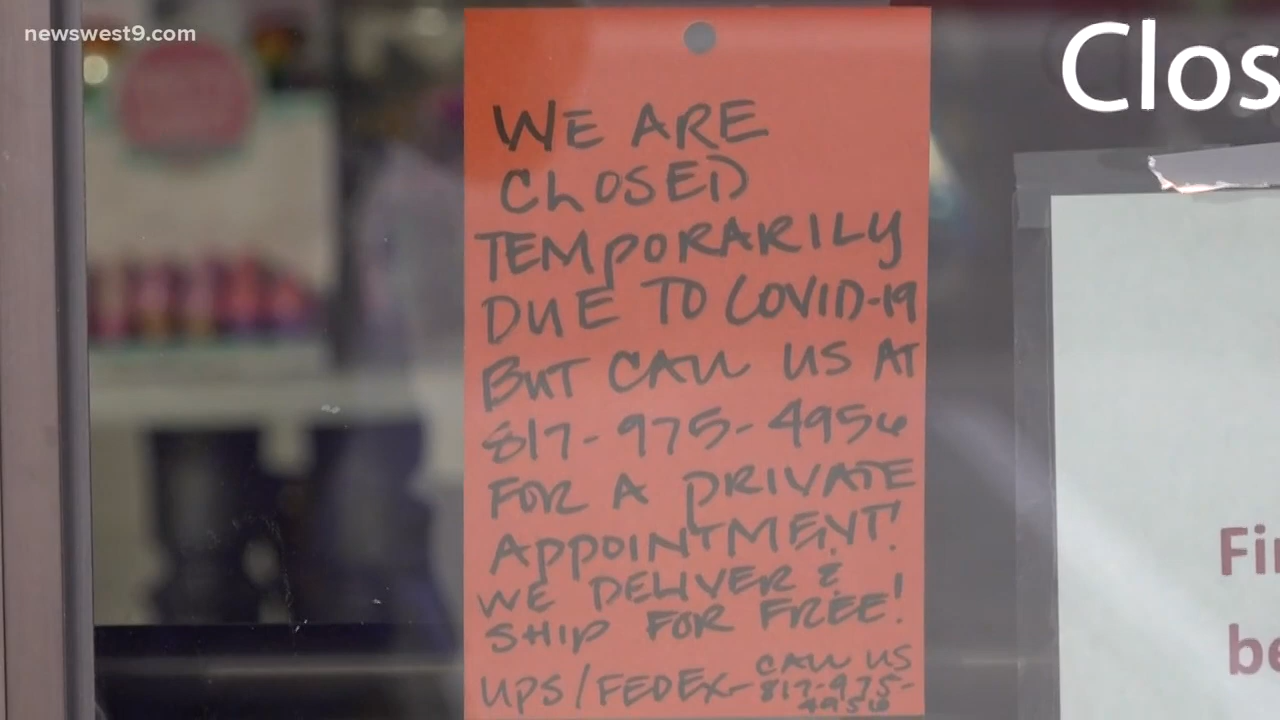 newswest9.com
Clos
WE ARE
CLOSED
TEMPORARILY
DUE TO COVID-19
BUT CALL US AT
817-975-4956
FOR A PRIVATE
APPOINTMENT!
WE DELIVER &
SHIP FOR FREE!
UPS/FEDEX- CALL US
817-975-
4956
Fi
be